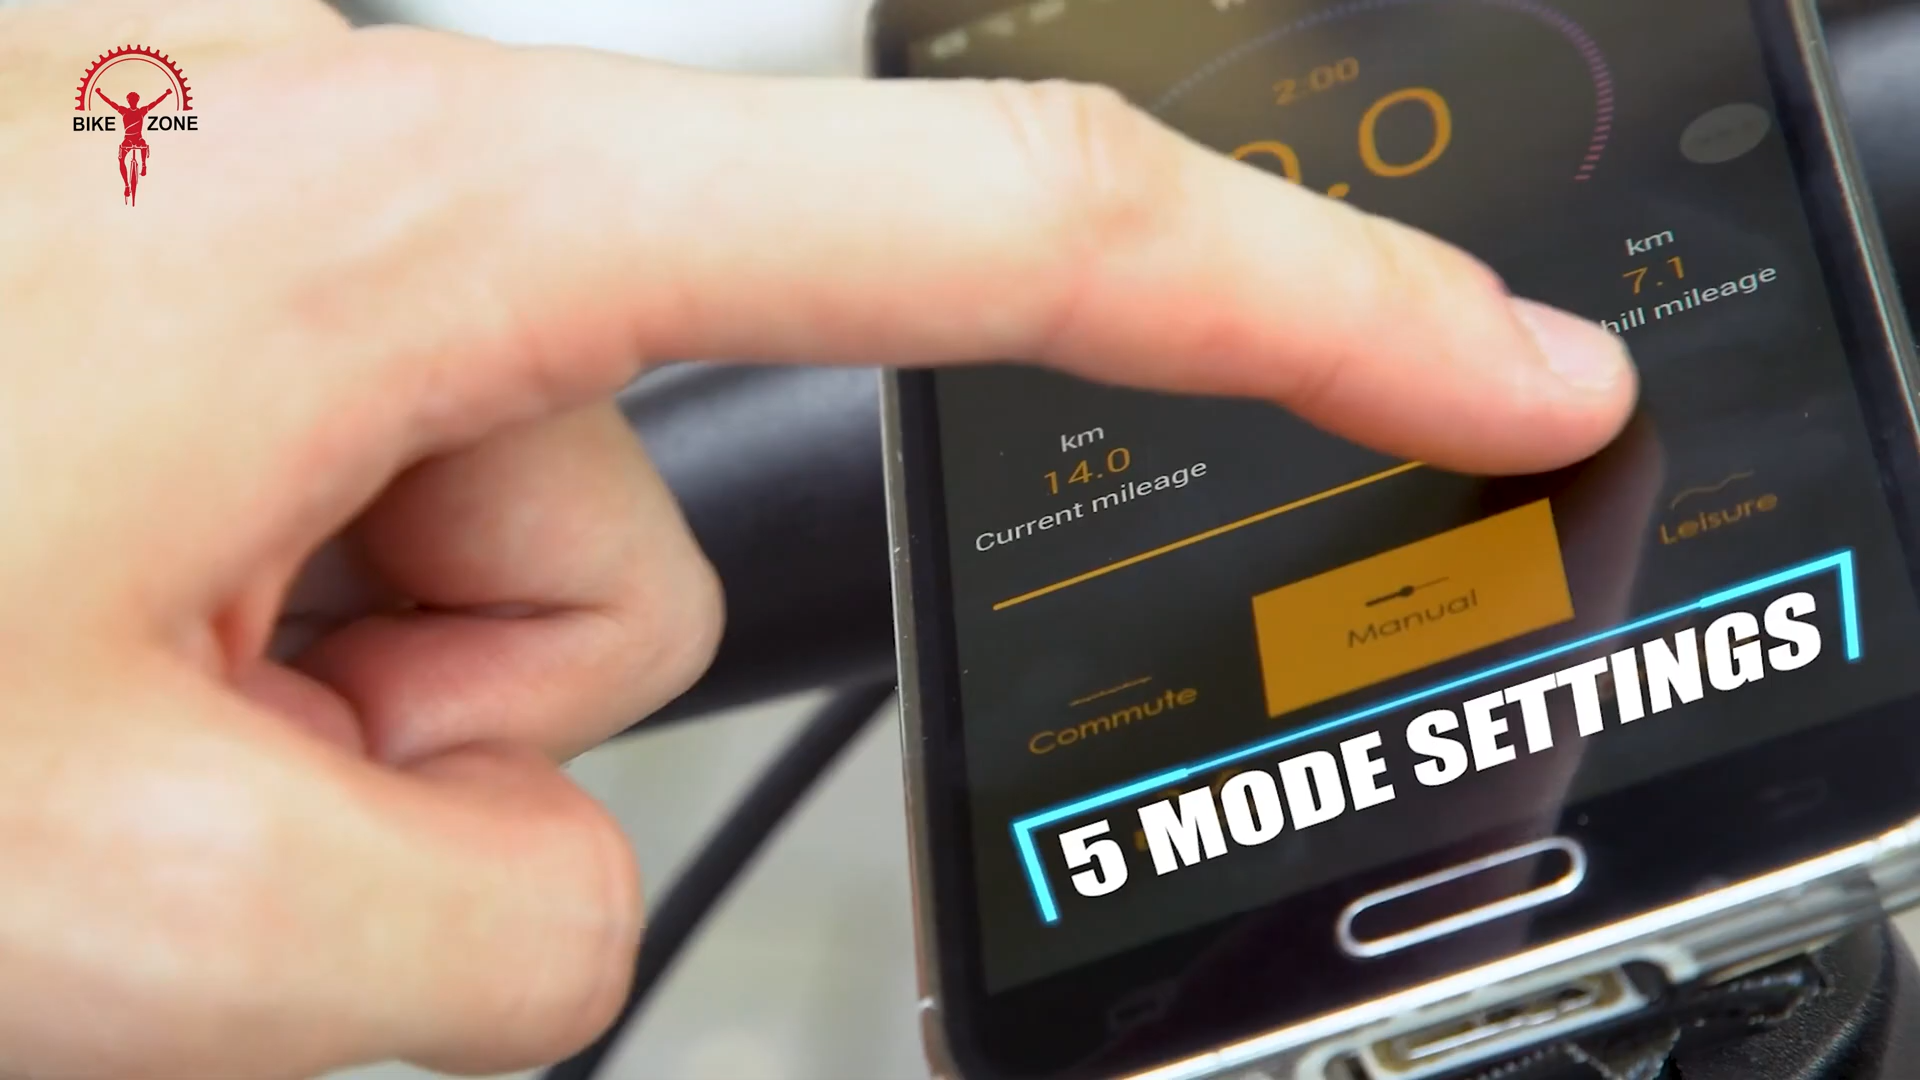 BIKE ZONE
2:00
.0
km
7.1
hill mileage
km
14.0
Current mileage
Leisure
Manual
Commute
5 MODE SETTINGS